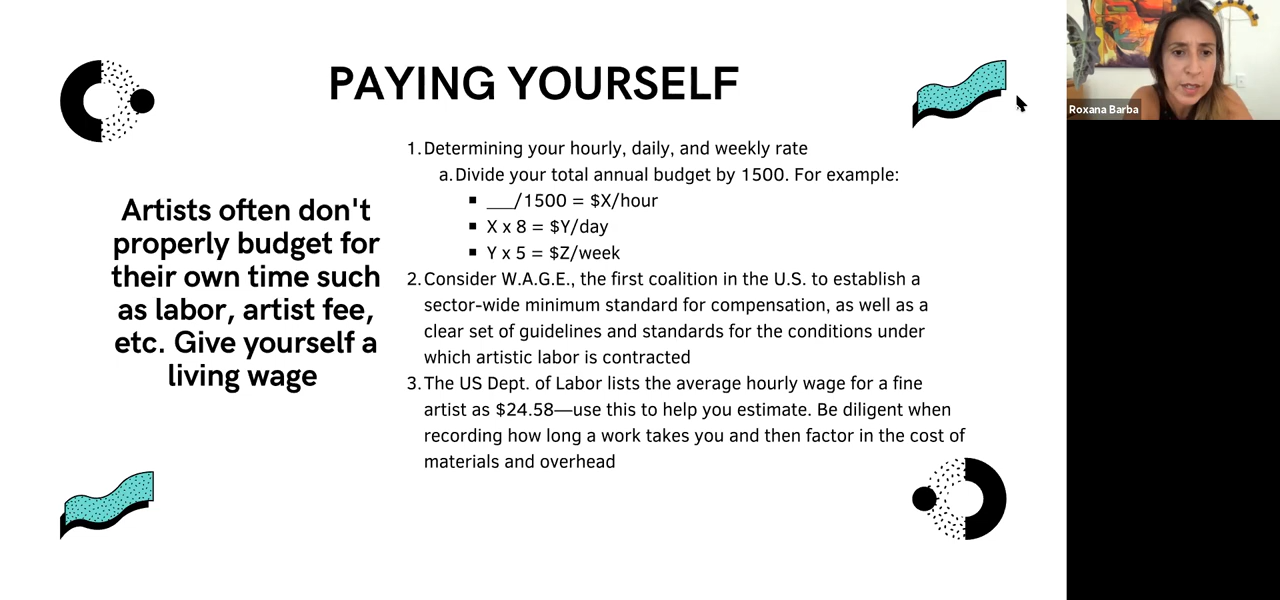 PAYING YOURSELF
Artists often don't
properly budget for
their own time such
as labor, artist fee,
etc. Give yourself a
living wage
1. Determining your hourly, daily, and weekly rate
a. Divide your total annual budget by 1500. For example:
▪ ___/1500 = $X/hour
▪ X x 8 = $Y/day
▪ Y x 5 = $Z/week
2. Consider W.A.G.E., the first coalition in the U.S. to establish a
sector-wide minimum standard for compensation, as well as a
clear set of guidelines and standards for the conditions under
which artistic labor is contracted
3. The US Dept. of Labor lists the average hourly wage for a fine
artist as $24.58—use this to help you estimate. Be diligent when
recording how long a work takes you and then factor in the cost of
materials and overhead
Roxana Barba